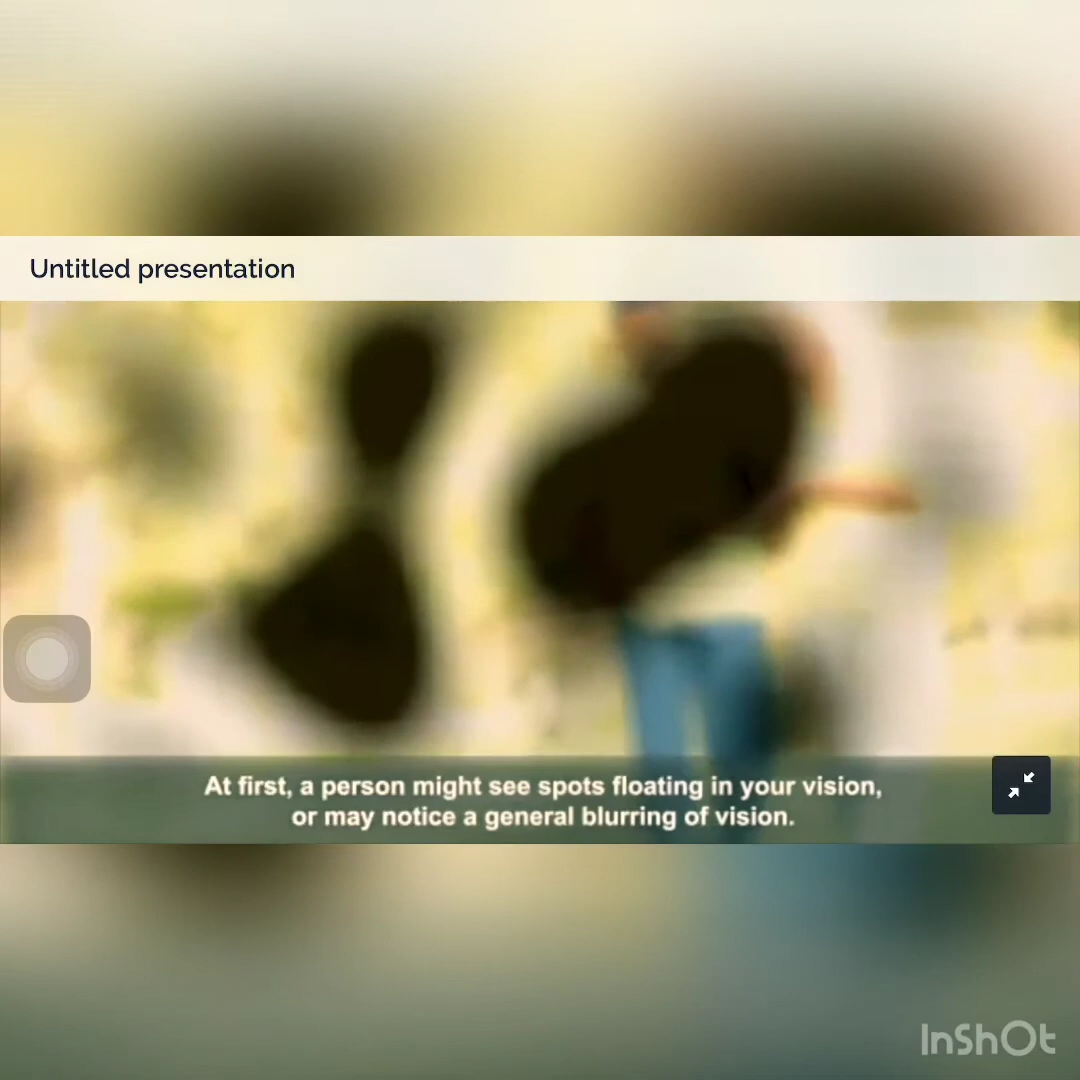 Untitled presentation
At first, a person might see spots floating in your vision,
or may notice a general blurring of vision.
InShOt